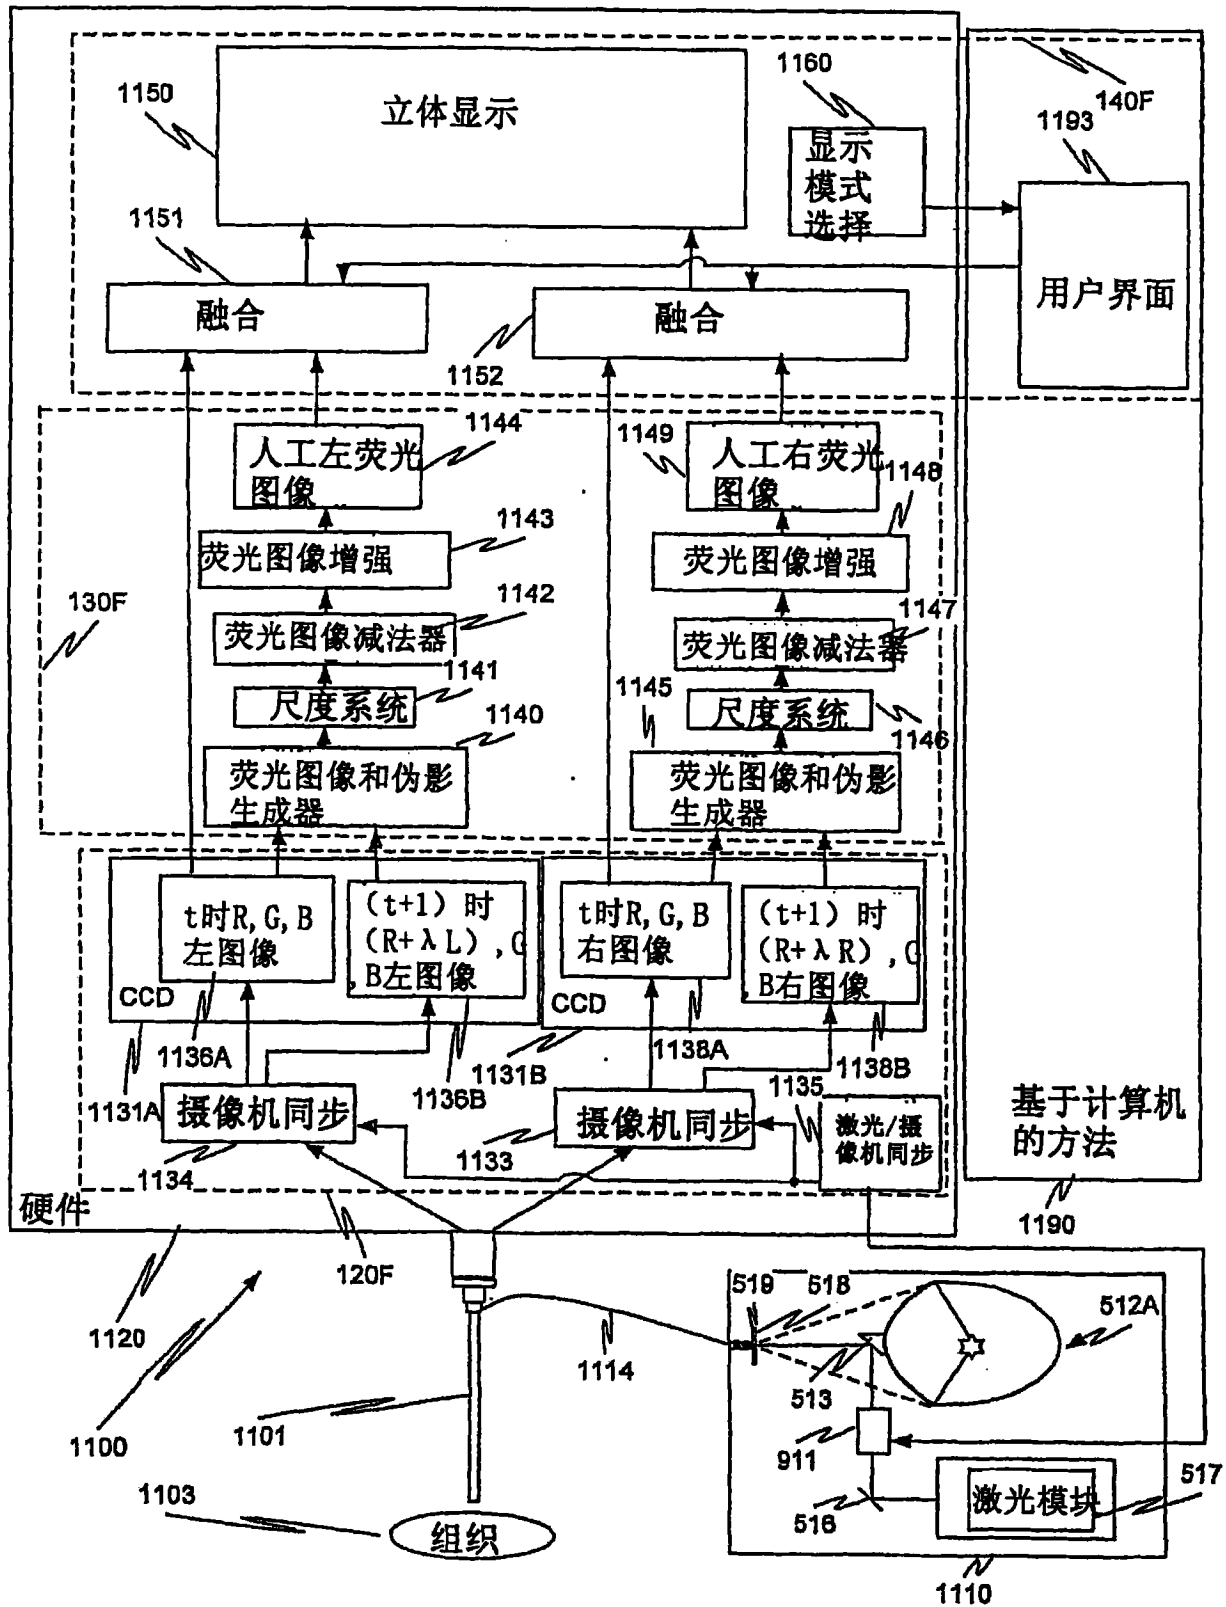 1150
立体显示
1160
140F
显示
模式
选择
1193
用户界面
1151
融合
融合
1152
1144
人工左荧光
图像
1149
人工右荧光
图像
1148
1143
荧光图像增强
荧光图像增强
130F
1142
荧光图像减法器
1147
荧光图像减法器
1141
尺度系统
1145
尺度系统
1146
1140
荧光图像和伪影
生成器
荧光图像和伪影
生成器
t时R,G,B
左图像
(t+1) 时
(R+λL),G
,B左图像
CCD
t时R,G,B
右图像
(t+1) 时
(R+λR),G
,B右图像
CCD
1136A
1131A
1136B
1131B
1138A
1138B
1135
摄像机同步
摄像机同步
激光/摄
像机同步
1134
1133
基于计算机
的方法
硬件
1190
120F
1120
1100
1101
1114
1103
组织
519
518
512A
513
911
516
激光模块
517
1110